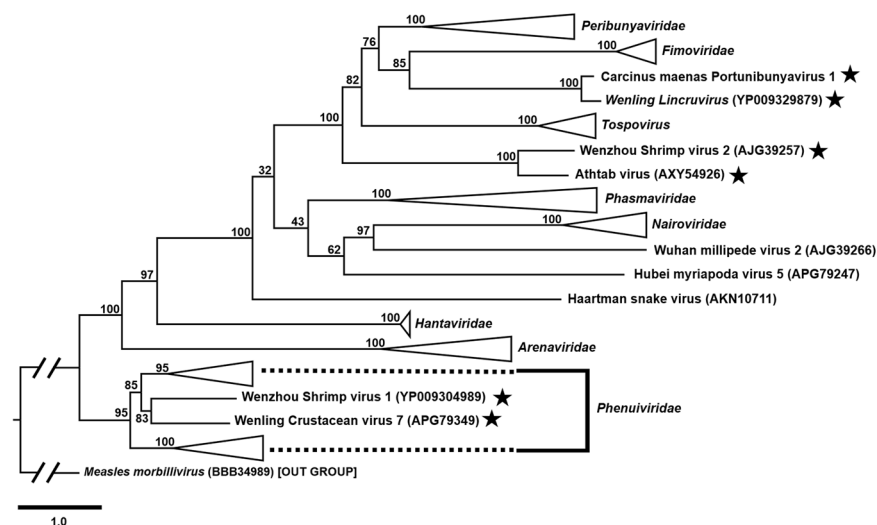 100
Peribunyaviridae
76
100
Fimoviridae
85
Carcinus maenas Portunibunyavirus 1
82
100
Wenling Lincruvirus (YP009329879)
100
100
Tospovirus
Wenzhou Shrimp virus 2 (AJG39257)
100
Athtab virus (AXY54926)
32
100
Phasmaviridae
43
100
Nairoviridae
97
100
Wuhan millipede virus 2 (AJG39266)
62
Hubei myriapoda virus 5 (APG79247)
97
Haartman snake virus (AKN10711)
100
100
Hantaviridae
100
Arenaviridae
95
85
Wenzhou Shrimp virus 1 (YP009304989)
Phenuiviridae
95
83
Wenling Crustacean virus 7 (APG79349)
100
Measles morbillivirus (BBB34989) [OUT GROUP]
1.0